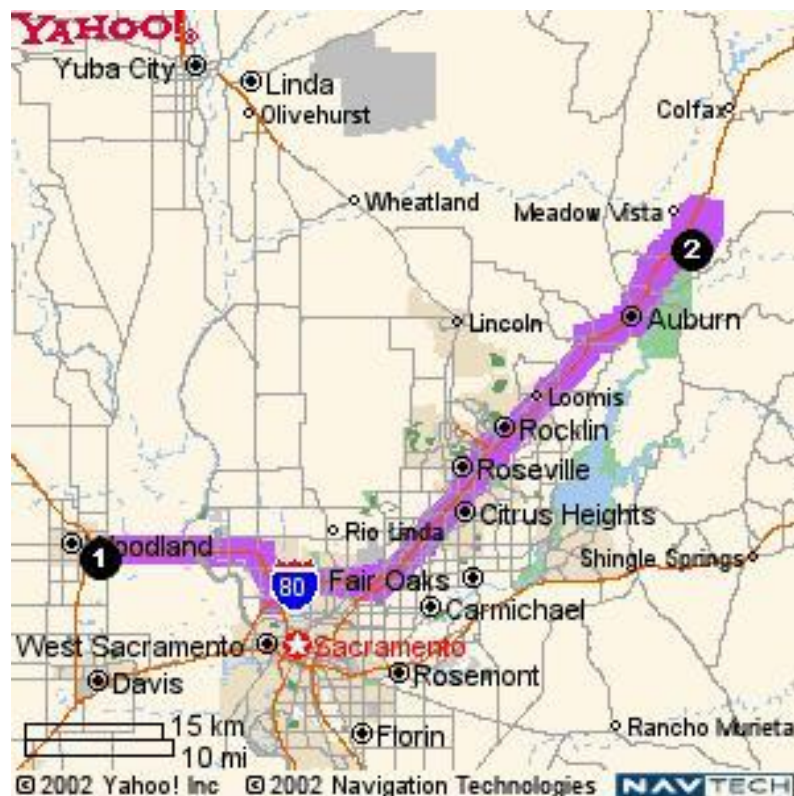 YAHOO!®
Yuba City
Linda
Olivehurst
Colfax
Wheatland
Meadow Vista
2
Lincoln
Auburn
Loomis
Rocklin
Roseville
Citrus Heights
Rio Linda
1 Woodland
Shingle Springs
80
Fair Oaks
Carmichael
West Sacramento
Sacramento
Rosemont
Davis
15 km
Rancho Murieta
Florin
10 mi
© 2002 Yahoo! Inc © 2002 Navigation Technologies NAVTECH